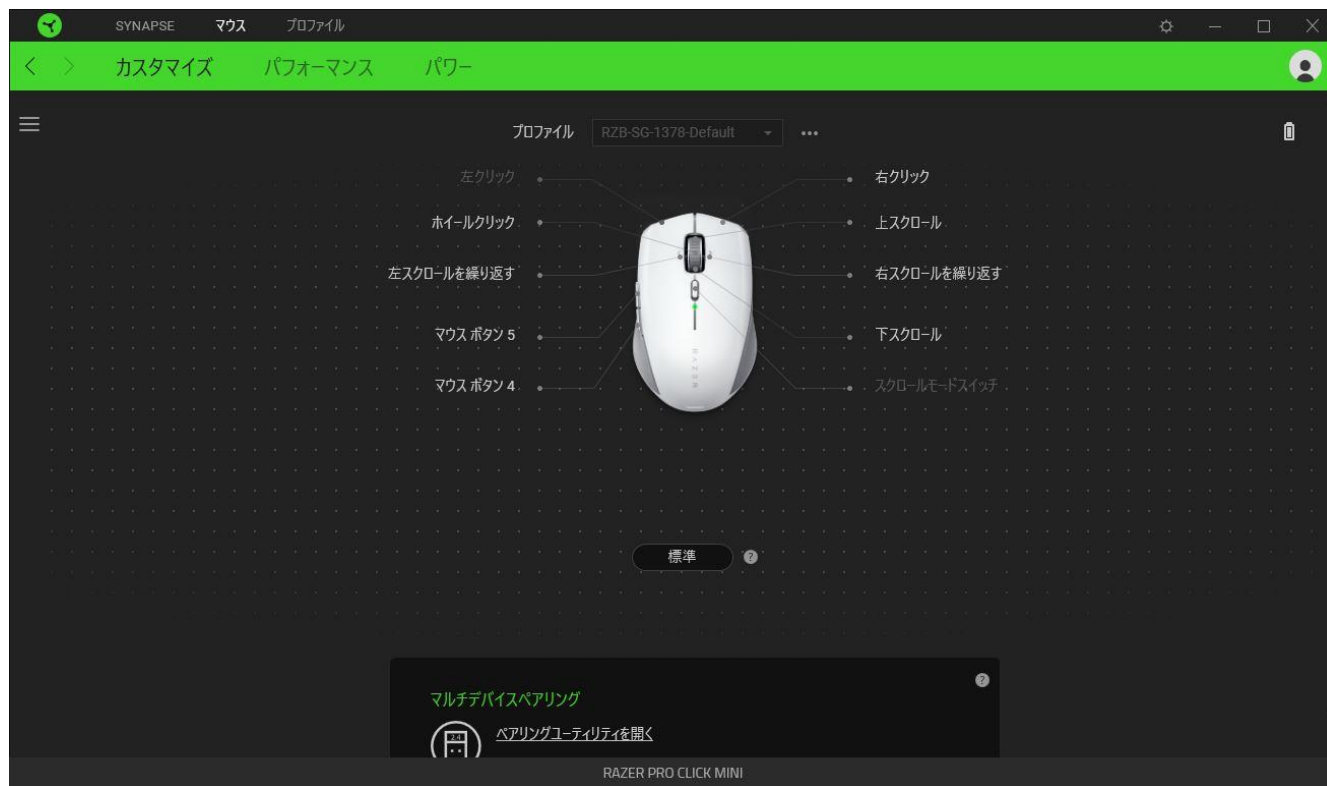 SYNAPSE マウス プロファイル
カスタマイズ パフォーマンス パワー
プロファイル RZB-SG-1378-Default
左クリック 右クリック
ホイールクリック 上スクロール
左スクロールを繰り返す 右スクロールを繰り返す
マウス ボタン 5 下スクロール
マウス ボタン 4 スクロールモードスイッチ
RAZER
標準 ?
?
マルチデバイスペアリング
2.4 ペアリングユーティリティを開く
RAZER PRO CLICK MINI